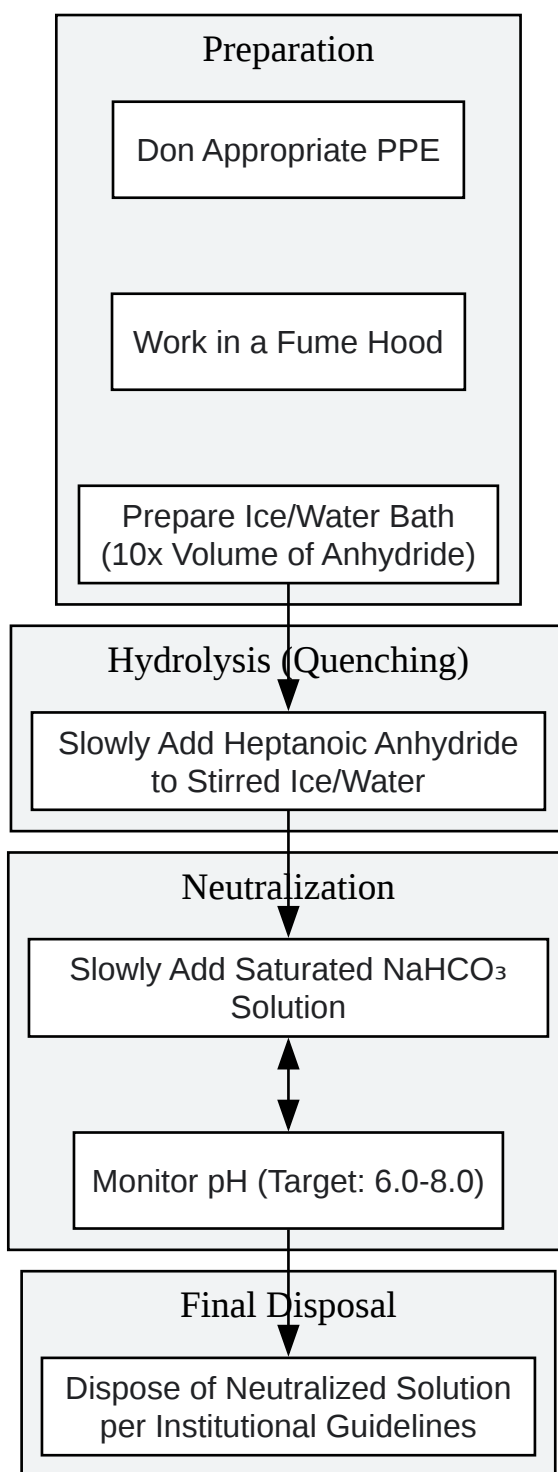 Preparation
Don Appropriate PPE
Work in a Fume Hood
Prepare Ice/Water Bath
(10x Volume of Anhydride)
Hydrolysis (Quenching)
Slowly Add Heptanoic Anhydride
to Stirred Ice/Water
Neutralization
Slowly Add Saturated NaHCO₃
Solution
Monitor pH (Target: 6.0-8.0)
Final Disposal
Dispose of Neutralized Solution
per Institutional Guidelines